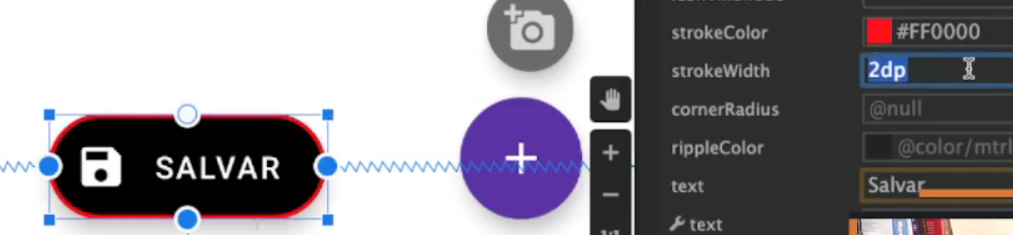 strokeColor
#FF0000
strokeWidth
2dp
cornerRadius
@null
SALVAR
rippleColor
@color/mtrl
text
Salvar
text